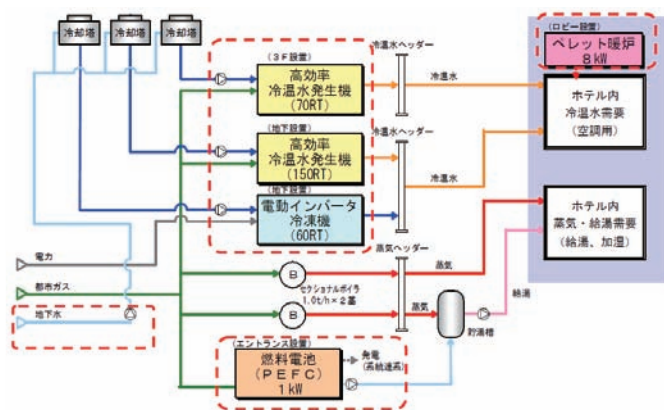 冷却塔
冷却塔
冷却塔
(3F設置)
高効率
冷温水発生機
(70RT)
冷温水ヘッダー
冷温水
(ロビー設置)
ペレット暖炉
8kW
ホテル内
冷温水需要
(空調用)
(地下設置)
高効率
冷温水発生機
(150RT)
冷温水ヘッダー
冷温水
(地下設置)
電動インバータ
冷凍機
(60RT)
ホテル内
蒸気・給湯需要
(給湯、加湿)
電力
都市ガス
地下水
蒸気ヘッダー
B
蒸気
セクショナルボイラ
1.0t/h×2基
B
蒸気
給湯
貯湯槽
(エントランス設置)
燃料電池
(PEFC)
1kW
発電
(系統連系)